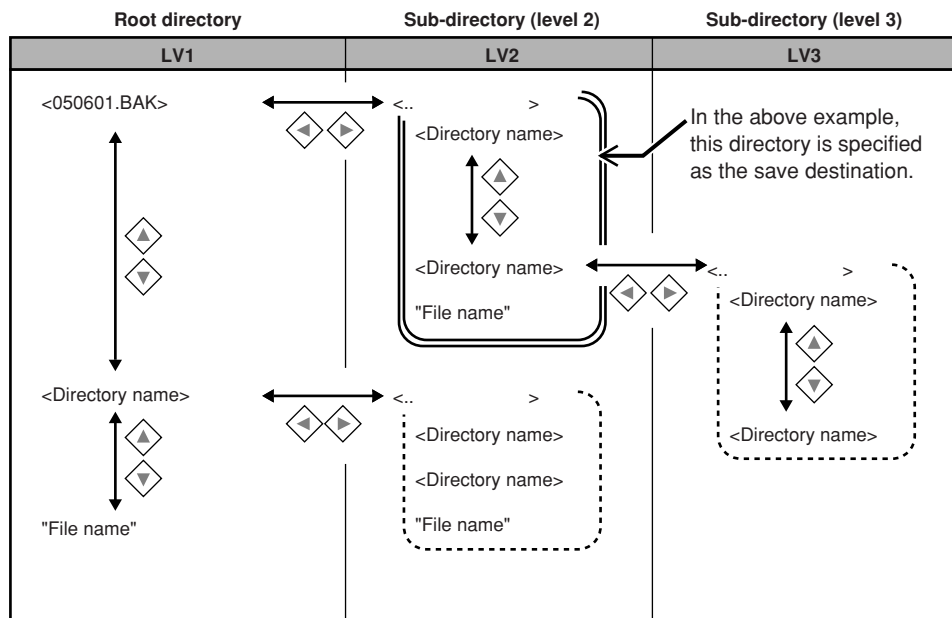 Root directory
Sub-directory (level 2)
Sub-directory (level 3)
LV1
LV2
LV3
<050601.BAK>
<.. >
<Directory name>
<Directory name>
"File name"
In the above example,
this directory is specified
as the save destination.
<.. >
<Directory name>
<Directory name>
<Directory name>
"File name"
<.. >
<Directory name>
<Directory name>
"File name"